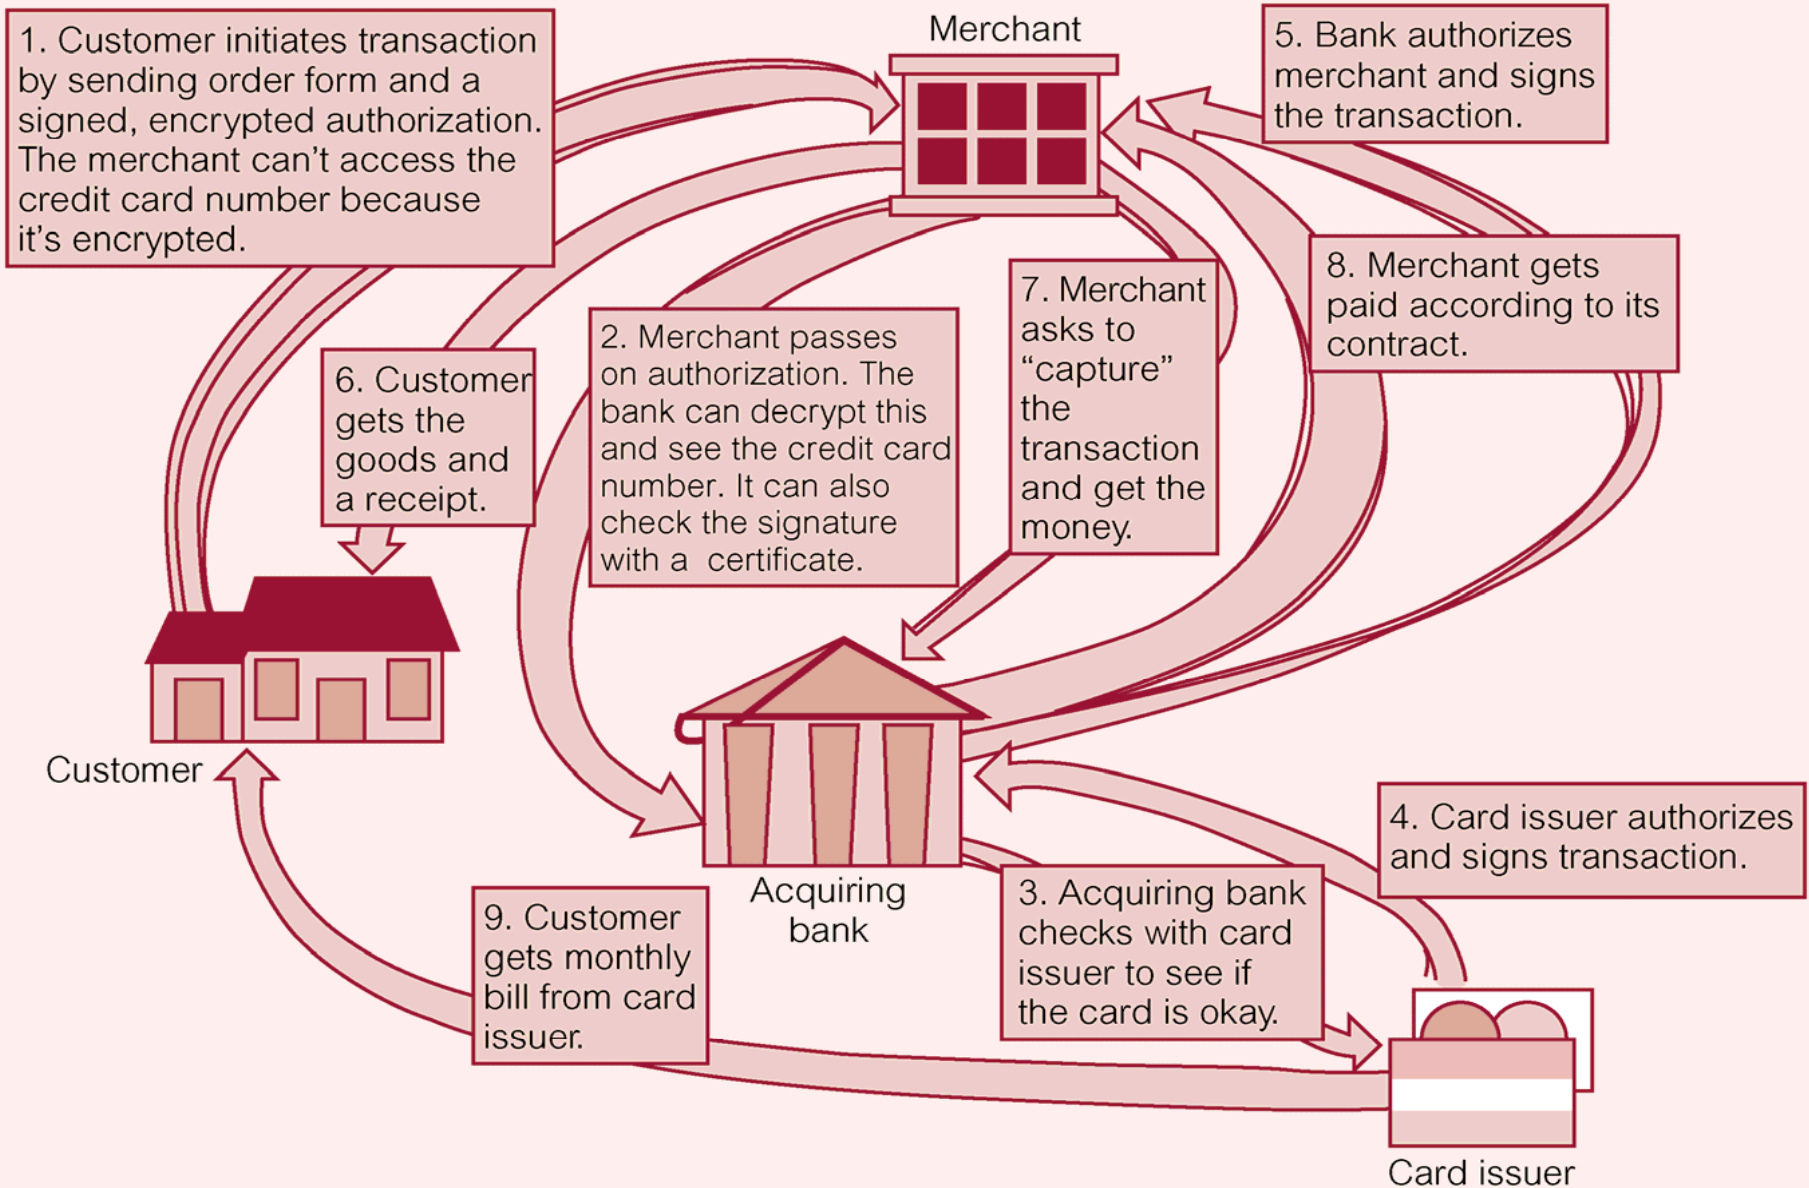 1. Customer initiates transaction
by sending order form and a
signed, encrypted authorization.
The merchant can’t access the
credit card number because
it’s encrypted.
Merchant
5. Bank authorizes
merchant and signs
the transaction.
8. Merchant gets
paid according to its
contract.
7. Merchant
asks to
“capture”
the
transaction
and get the
money.
2. Merchant passes
on authorization. The
bank can decrypt this
and see the credit card
number. It can also
check the signature
with a certificate.
6. Customer
gets the
goods and
a receipt.
Customer
Acquiring
bank
4. Card issuer authorizes
and signs transaction.
3. Acquiring bank
checks with card
issuer to see if
the card is okay.
9. Customer
gets monthly
bill from card
issuer.
Card issuer